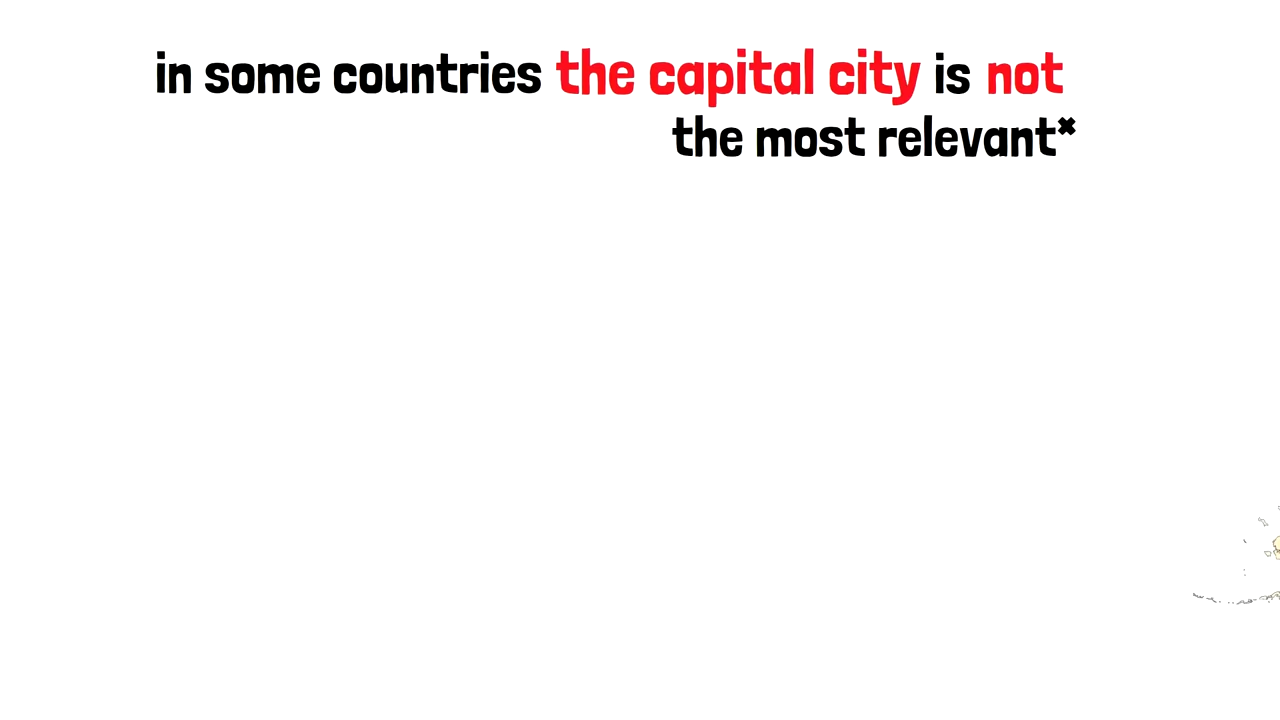 in some countries the capital city is not
the most relevant*